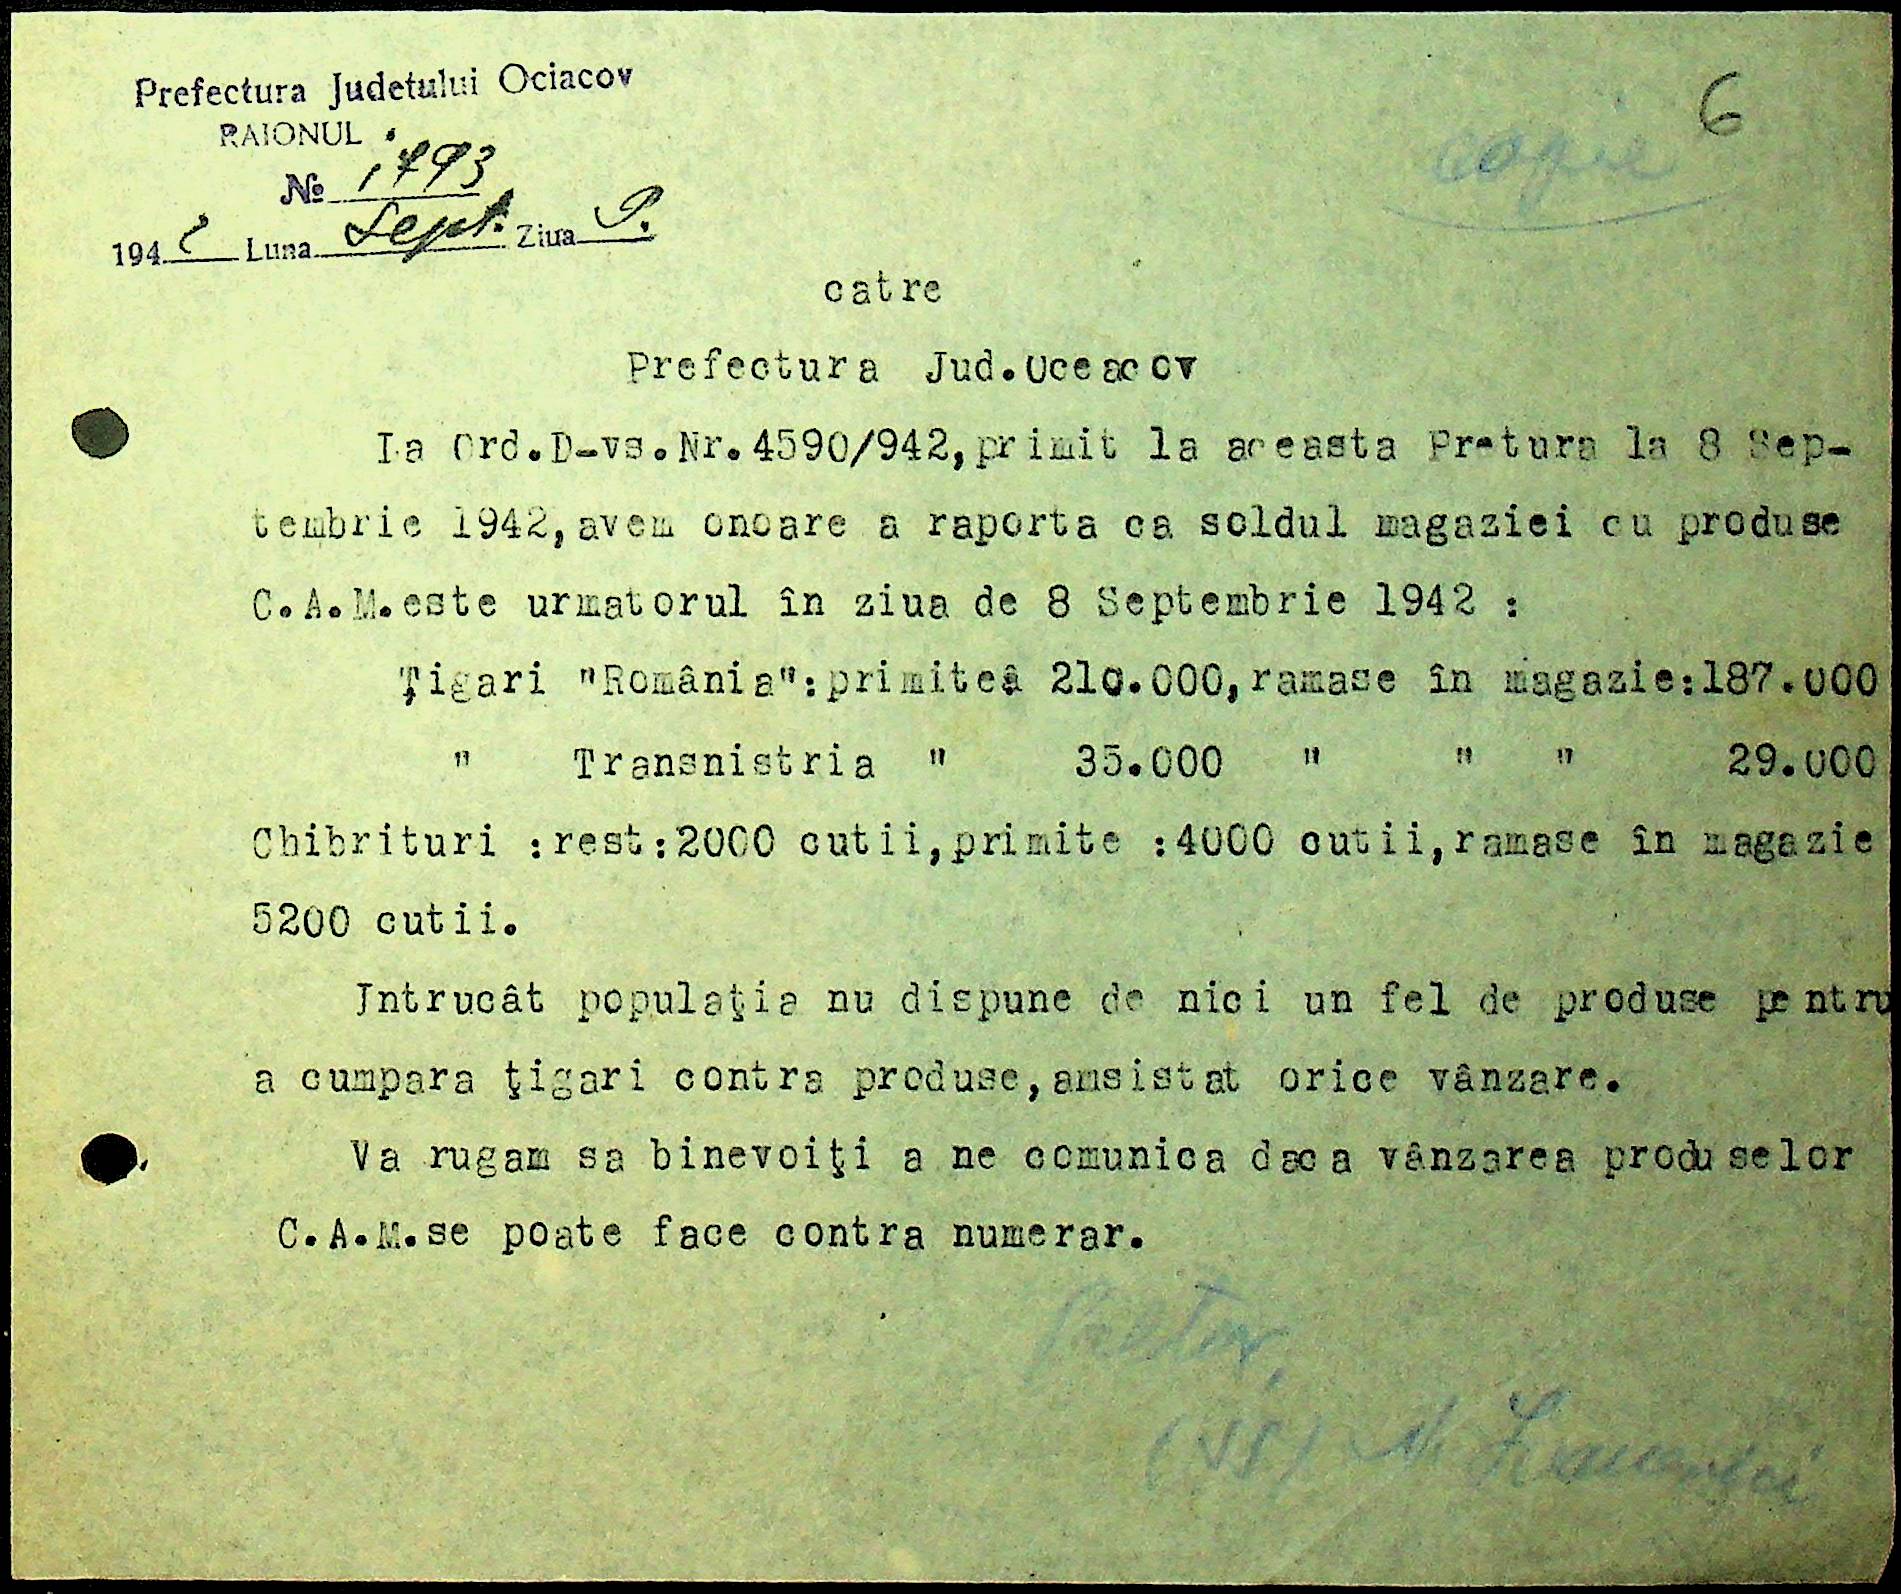 Prefectura Judetului Ociacov
6
copie
RAIONUL
№ 1793
1942 Luna Sept. Ziua 9.
catre
Prefectura Jud.Oceacov
La Ord.D-vs.Nr.4590/942,primit la aceasta Pretura la 8 Sep-
tembrie 1942,avem onoare a raporta ca soldul magaziei cu produse
C.A.M.este urmatorul în ziua de 8 Septembrie 1942 :
Ţigari "România":primiteâ 210.000,ramase în magazie:187.000
" Transnistria " 35.000 " " " 29.000
Chibrituri :rest:2000 cutii,primite :4000 cutii,ramase în magazie
5200 cutii.
Intrucât populaţia nu dispune de nici un fel de produse pentru
a cumpara ţigari contra produse,amsistat orice vânzare.
Va rugam sa binevoiţi a ne comunica daca vânzarea produselor
C.A.M.se poate face contra numerar.
Pretor,
(ss)